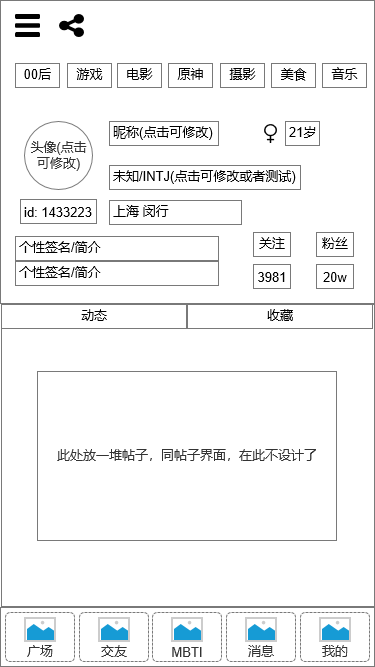 00后 游戏 电影 原神 摄影 美食 音乐
头像(点击
可修改)
昵称(点击可修改)
21岁
未知/INTJ(点击可修改或者测试)
id: 1433223
上海 闵行
个性签名/简介
个性签名/简介
关注
粉丝
3981
20w
动态
收藏
此处放一堆帖子，同帖子界面，在此不设计了
广场 交友 MBTI 消息 我的